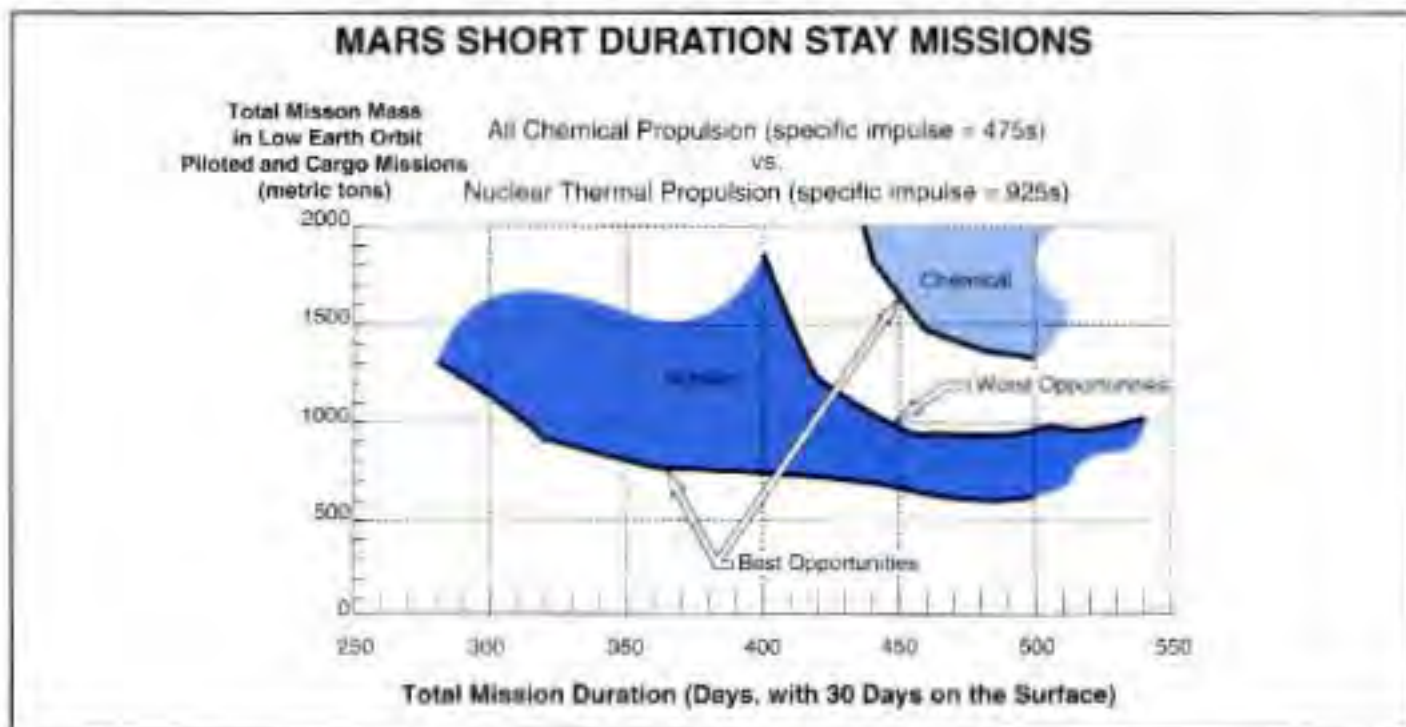 MARS SHORT DURATION STAY MISSIONS
Total Misson Mass
in Low Earth Orbit
Piloted and Cargo Missions
(metric tons)
All Chemical Propulsion (specific impulse = 475s)
vs.
Nuclear Thermal Propulsion (specific impulse = 925s)
2000
1500
1000
500
0
Chemical
Nuclear
Worst Opportunities
Best Opportunities
250 300 350 400 450 500 550
Total Mission Duration (Days, with 30 Days on the Surface)